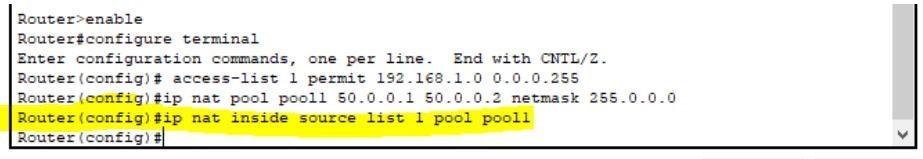 Router>enable
Router#configure terminal
Enter configuration commands, one per line.  End with CNTL/Z.
Router(config)# access-list 1 permit 192.168.1.0 0.0.0.255
Router(config)#ip nat pool pool1 50.0.0.1 50.0.0.2 netmask 255.0.0.0
Router(config)#ip nat inside source list 1 pool pool1
Router(config)#